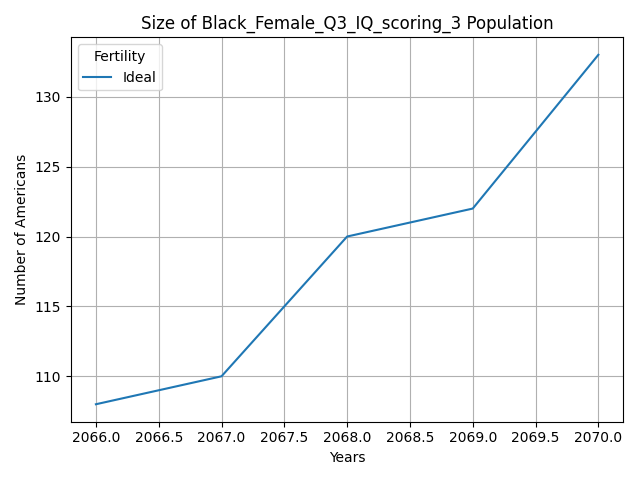 Size of Black_Female_Q3_IQ_scoring_3 Population
Fertility
Ideal
Number of Americans
130
125
120
115
110
2066.0 2066.5 2067.0 2067.5 2068.0 2068.5 2069.0 2069.5 2070.0
Years